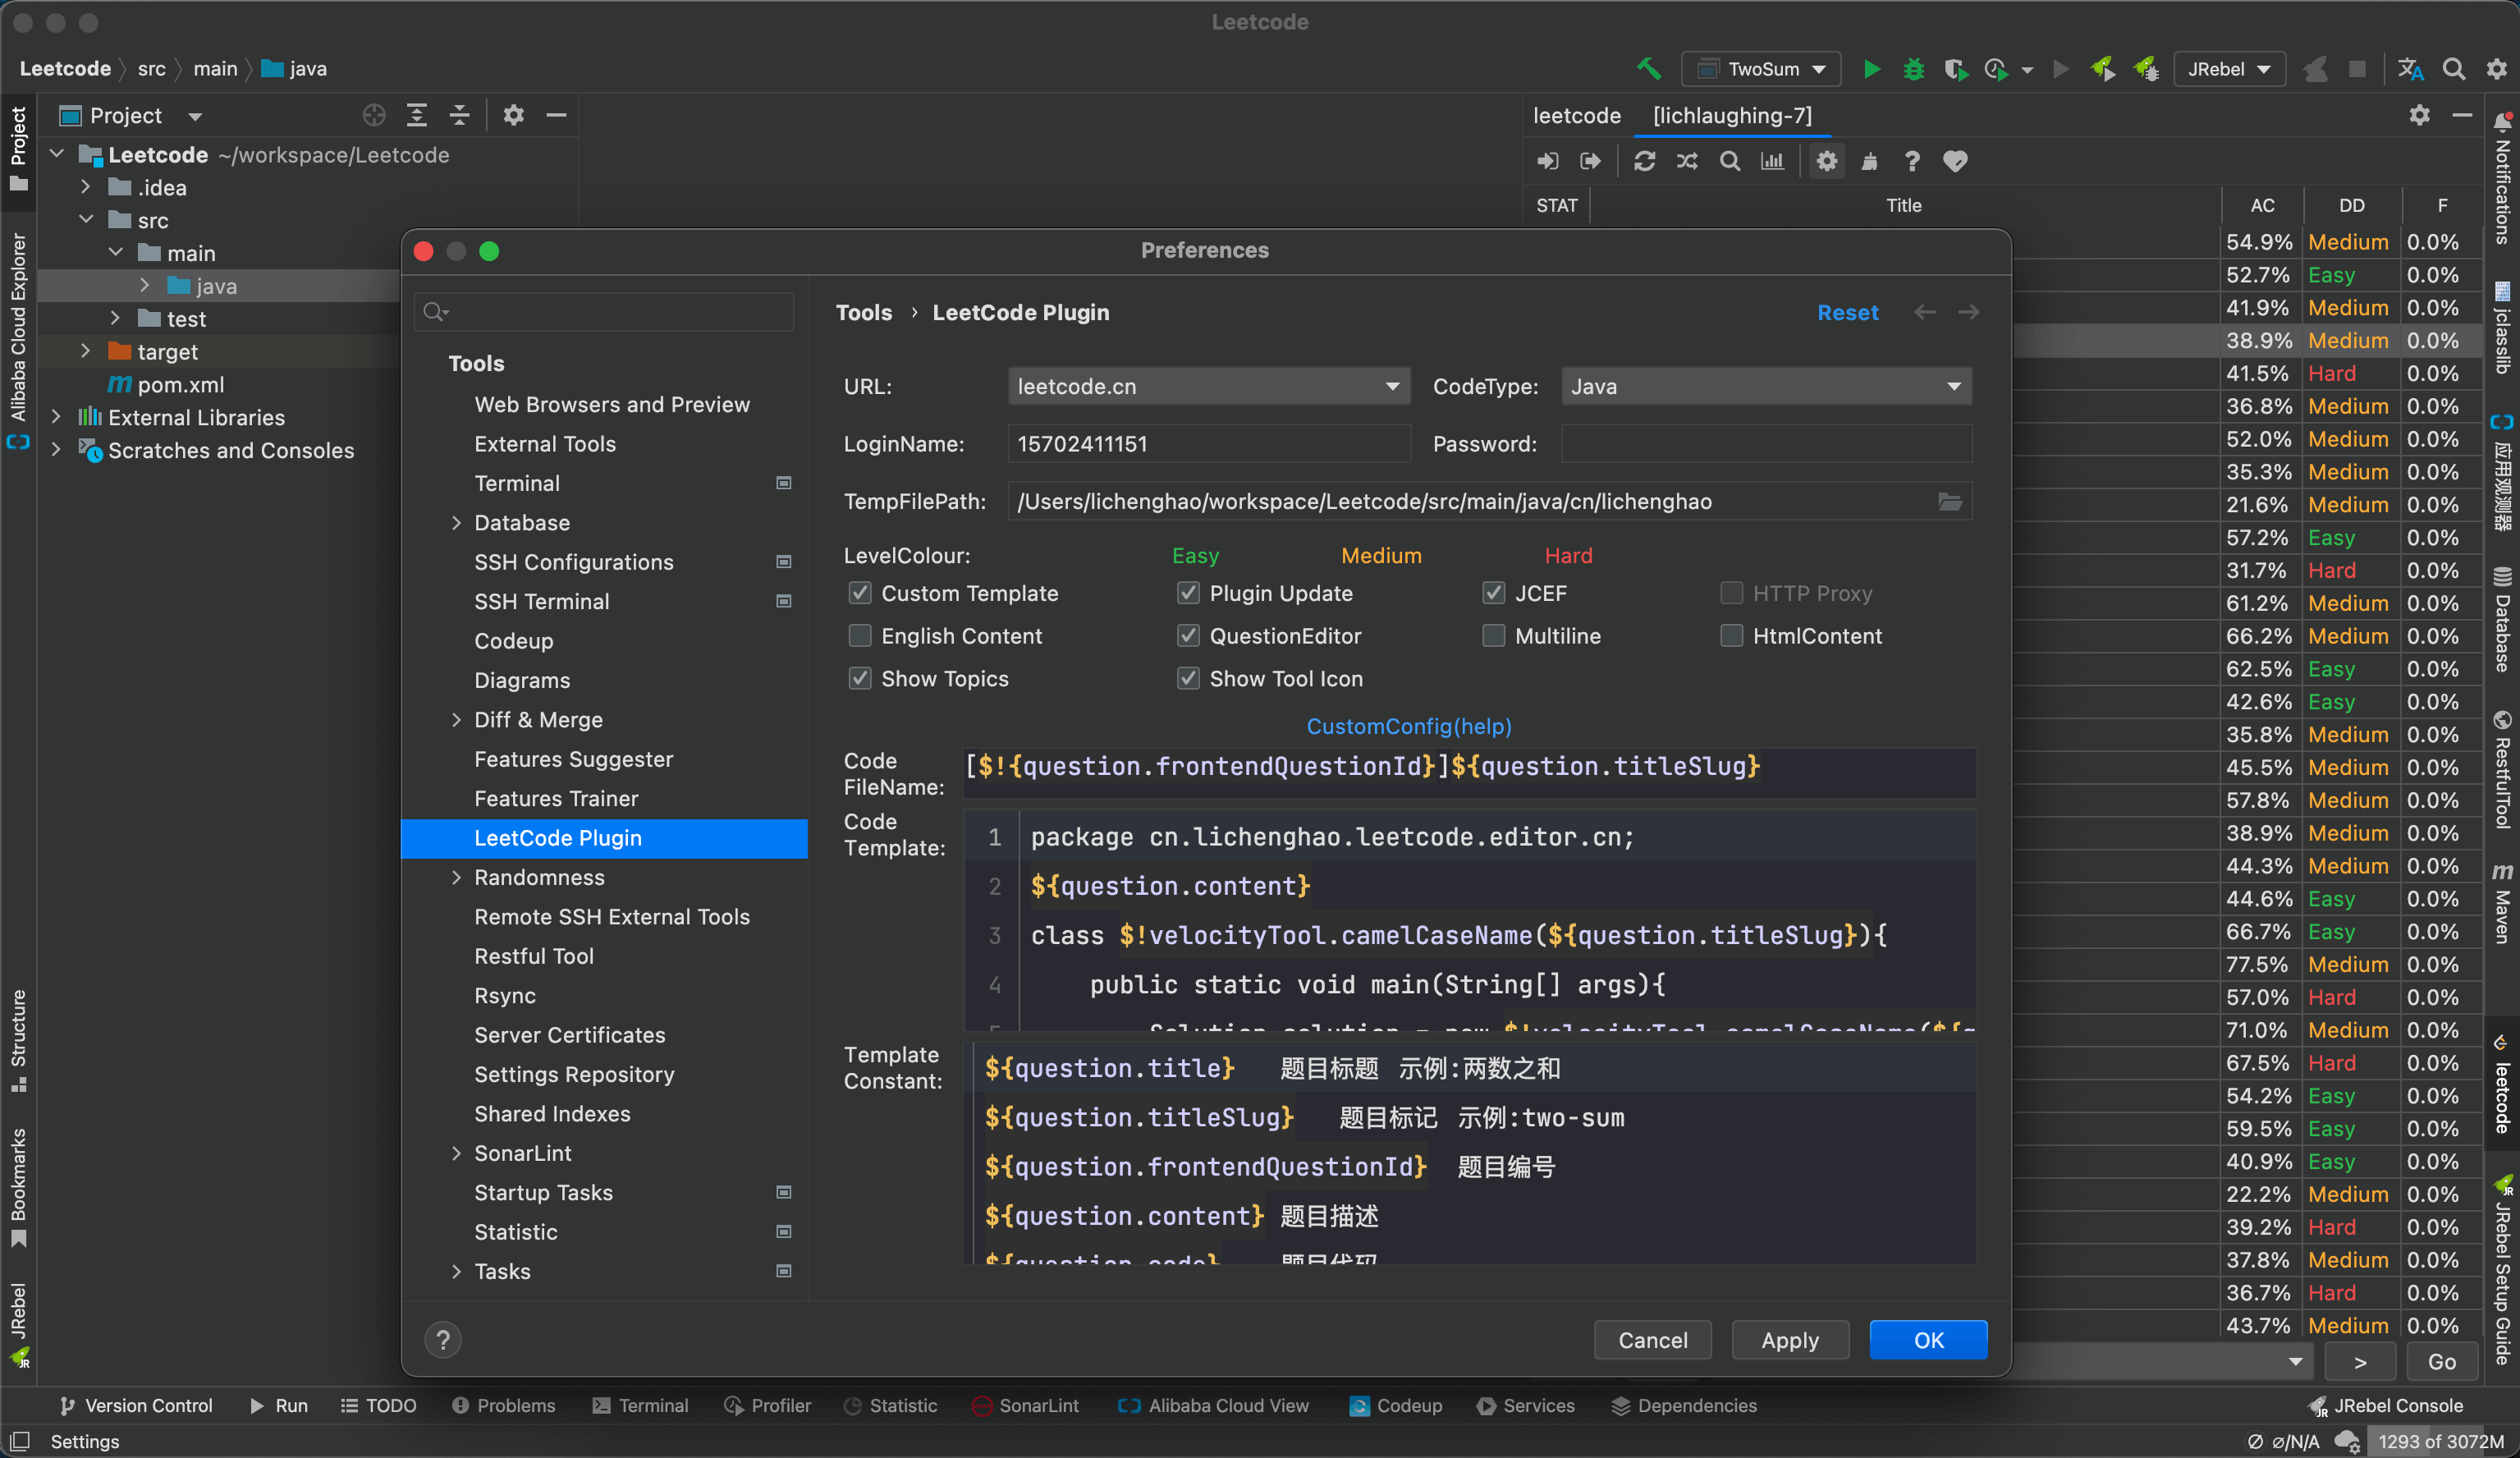 Leetcode
Leetcode src main java
TwoSum JRebel
Project
leetcode [lichlaughing-7]
Leetcode ~/workspace/Leetcode
.idea
src
main
java
test
target
pom.xml
External Libraries
Scratches and Consoles
Project
Alibaba Cloud Explorer
Structure
Bookmarks
JRebel
Preferences
Tools
Web Browsers and Preview
External Tools
Terminal
Database
SSH Configurations
SSH Terminal
Codeup
Diagrams
Diff & Merge
Features Suggester
Features Trainer
LeetCode Plugin
Randomness
Remote SSH External Tools
Restful Tool
Rsync
Server Certificates
Settings Repository
Shared Indexes
SonarLint
Startup Tasks
Statistic
Tasks
Tools › LeetCode Plugin Reset
URL: leetcode.cn CodeType: Java
LoginName: 15702411151 Password:
TempFilePath: /Users/lichenghao/workspace/Leetcode/src/main/java/cn/lichenghao
LevelColour: Easy Medium Hard
Custom Template Plugin Update JCEF HTTP Proxy
English Content QuestionEditor Multiline HtmlContent
Show Topics Show Tool Icon
CustomConfig(help)
Code FileName: [$!{question.frontendQuestionId}]${question.titleSlug}
Code Template:
1 package cn.lichenghao.leetcode.editor.cn;
2 ${question.content}
3 class $!velocityTool.camelCaseName(${question.titleSlug}){
4 public static void main(String[] args){
5 Solution solution = new $!velocityTool.camelCaseName(${q
Template Constant:
${question.title} 题目标题 示例:两数之和
${question.titleSlug} 题目标记 示例:two-sum
${question.frontendQuestionId} 题目编号
${question.content} 题目描述
${question.code} 题目代码
? Cancel Apply OK
STAT Title AC DD F
54.9% Medium 0.0%
52.7% Easy 0.0%
41.9% Medium 0.0%
38.9% Medium 0.0%
41.5% Hard 0.0%
36.8% Medium 0.0%
52.0% Medium 0.0%
35.3% Medium 0.0%
21.6% Medium 0.0%
57.2% Easy 0.0%
31.7% Hard 0.0%
61.2% Medium 0.0%
66.2% Medium 0.0%
62.5% Easy 0.0%
42.6% Easy 0.0%
35.8% Medium 0.0%
45.5% Medium 0.0%
57.8% Medium 0.0%
38.9% Medium 0.0%
44.3% Medium 0.0%
44.6% Easy 0.0%
66.7% Easy 0.0%
77.5% Medium 0.0%
57.0% Hard 0.0%
71.0% Medium 0.0%
67.5% Hard 0.0%
54.2% Easy 0.0%
59.5% Easy 0.0%
40.9% Easy 0.0%
22.2% Medium 0.0%
39.2% Hard 0.0%
37.8% Medium 0.0%
36.7% Hard 0.0%
43.7% Medium 0.0%
> Go
Notifications
jclasslib
应用观测器
Database
RestfulTool
Maven
leetcode
JRebel Setup Guide
Version Control Run TODO Problems Terminal Profiler Statistic SonarLint Alibaba Cloud View Codeup Services Dependencies JRebel Console
Settings ⌀/N/A 1293 of 3072M